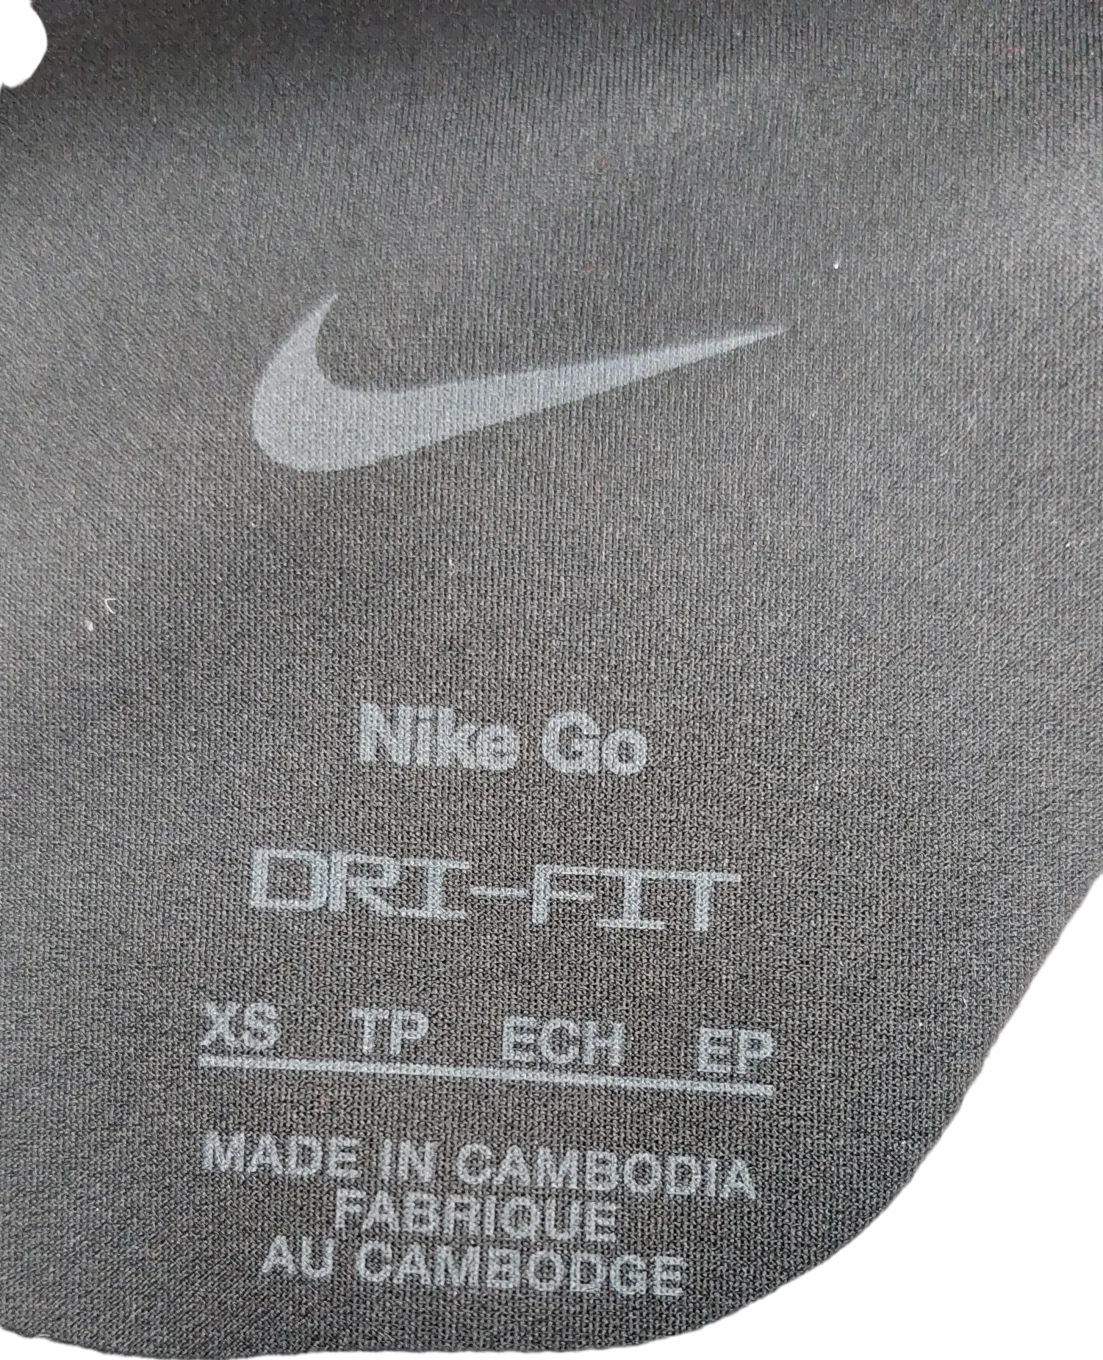 Nike Go
DRI-FIT
XS TP ECH EP
MADE IN CAMBODIA
FABRIQUE
AU CAMBODGE